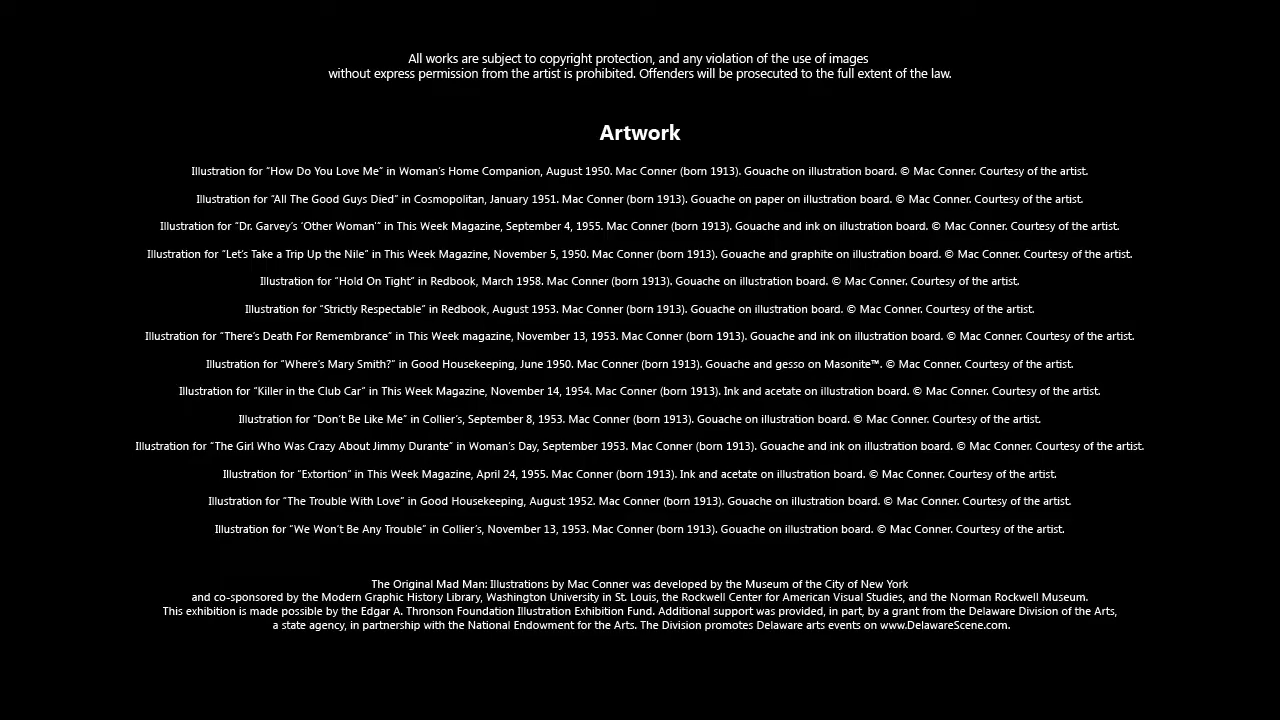 All works are subject to copyright protection, and any violation of the use of images
without express permission from the artist is prohibited. Offenders will be prosecuted to the full extent of the law.
Artwork
Illustration for “How Do You Love Me” in Woman’s Home Companion, August 1950. Mac Conner (born 1913). Gouache on illustration board. © Mac Conner. Courtesy of the artist.
Illustration for “All The Good Guys Died” in Cosmopolitan, January 1951. Mac Conner (born 1913). Gouache on paper on illustration board. © Mac Conner. Courtesy of the artist.
Illustration for “Dr. Garvey’s ‘Other Woman’” in This Week Magazine, September 4, 1955. Mac Conner (born 1913). Gouache and ink on illustration board. © Mac Conner. Courtesy of the artist.
Illustration for “Let’s Take a Trip Up the Nile” in This Week Magazine, November 5, 1950. Mac Conner (born 1913). Gouache and graphite on illustration board. © Mac Conner. Courtesy of the artist.
Illustration for “Hold On Tight” in Redbook, March 1958. Mac Conner (born 1913). Gouache on illustration board. © Mac Conner. Courtesy of the artist.
Illustration for “Strictly Respectable” in Redbook, August 1953. Mac Conner (born 1913). Gouache on illustration board. © Mac Conner. Courtesy of the artist.
Illustration for “There’s Death For Remembrance” in This Week magazine, November 13, 1953. Mac Conner (born 1913). Gouache and ink on illustration board. © Mac Conner. Courtesy of the artist.
Illustration for “Where’s Mary Smith?” in Good Housekeeping, June 1950. Mac Conner (born 1913). Gouache and gesso on Masonite™. © Mac Conner. Courtesy of the artist.
Illustration for “Killer in the Club Car” in This Week Magazine, November 14, 1954. Mac Conner (born 1913). Ink and acetate on illustration board. © Mac Conner. Courtesy of the artist.
Illustration for “Don’t Be Like Me” in Collier’s, September 8, 1953. Mac Conner (born 1913). Gouache on illustration board. © Mac Conner. Courtesy of the artist.
Illustration for “The Girl Who Was Crazy About Jimmy Durante” in Woman’s Day, September 1953. Mac Conner (born 1913). Gouache and ink on illustration board. © Mac Conner. Courtesy of the artist.
Illustration for “Extortion” in This Week Magazine, April 24, 1955. Mac Conner (born 1913). Ink and acetate on illustration board. © Mac Conner. Courtesy of the artist.
Illustration for “The Trouble With Love” in Good Housekeeping, August 1952. Mac Conner (born 1913). Gouache on illustration board. © Mac Conner. Courtesy of the artist.
Illustration for “We Won’t Be Any Trouble” in Collier’s, November 13, 1953. Mac Conner (born 1913). Gouache on illustration board. © Mac Conner. Courtesy of the artist.
The Original Mad Man: Illustrations by Mac Conner was developed by the Museum of the City of New York
and co-sponsored by the Modern Graphic History Library, Washington University in St. Louis, the Rockwell Center for American Visual Studies, and the Norman Rockwell Museum.
This exhibition is made possible by the Edgar A. Thronson Foundation Illustration Exhibition Fund. Additional support was provided, in part, by a grant from the Delaware Division of the Arts,
a state agency, in partnership with the National Endowment for the Arts. The Division promotes Delaware arts events on www.DelawareScene.com.